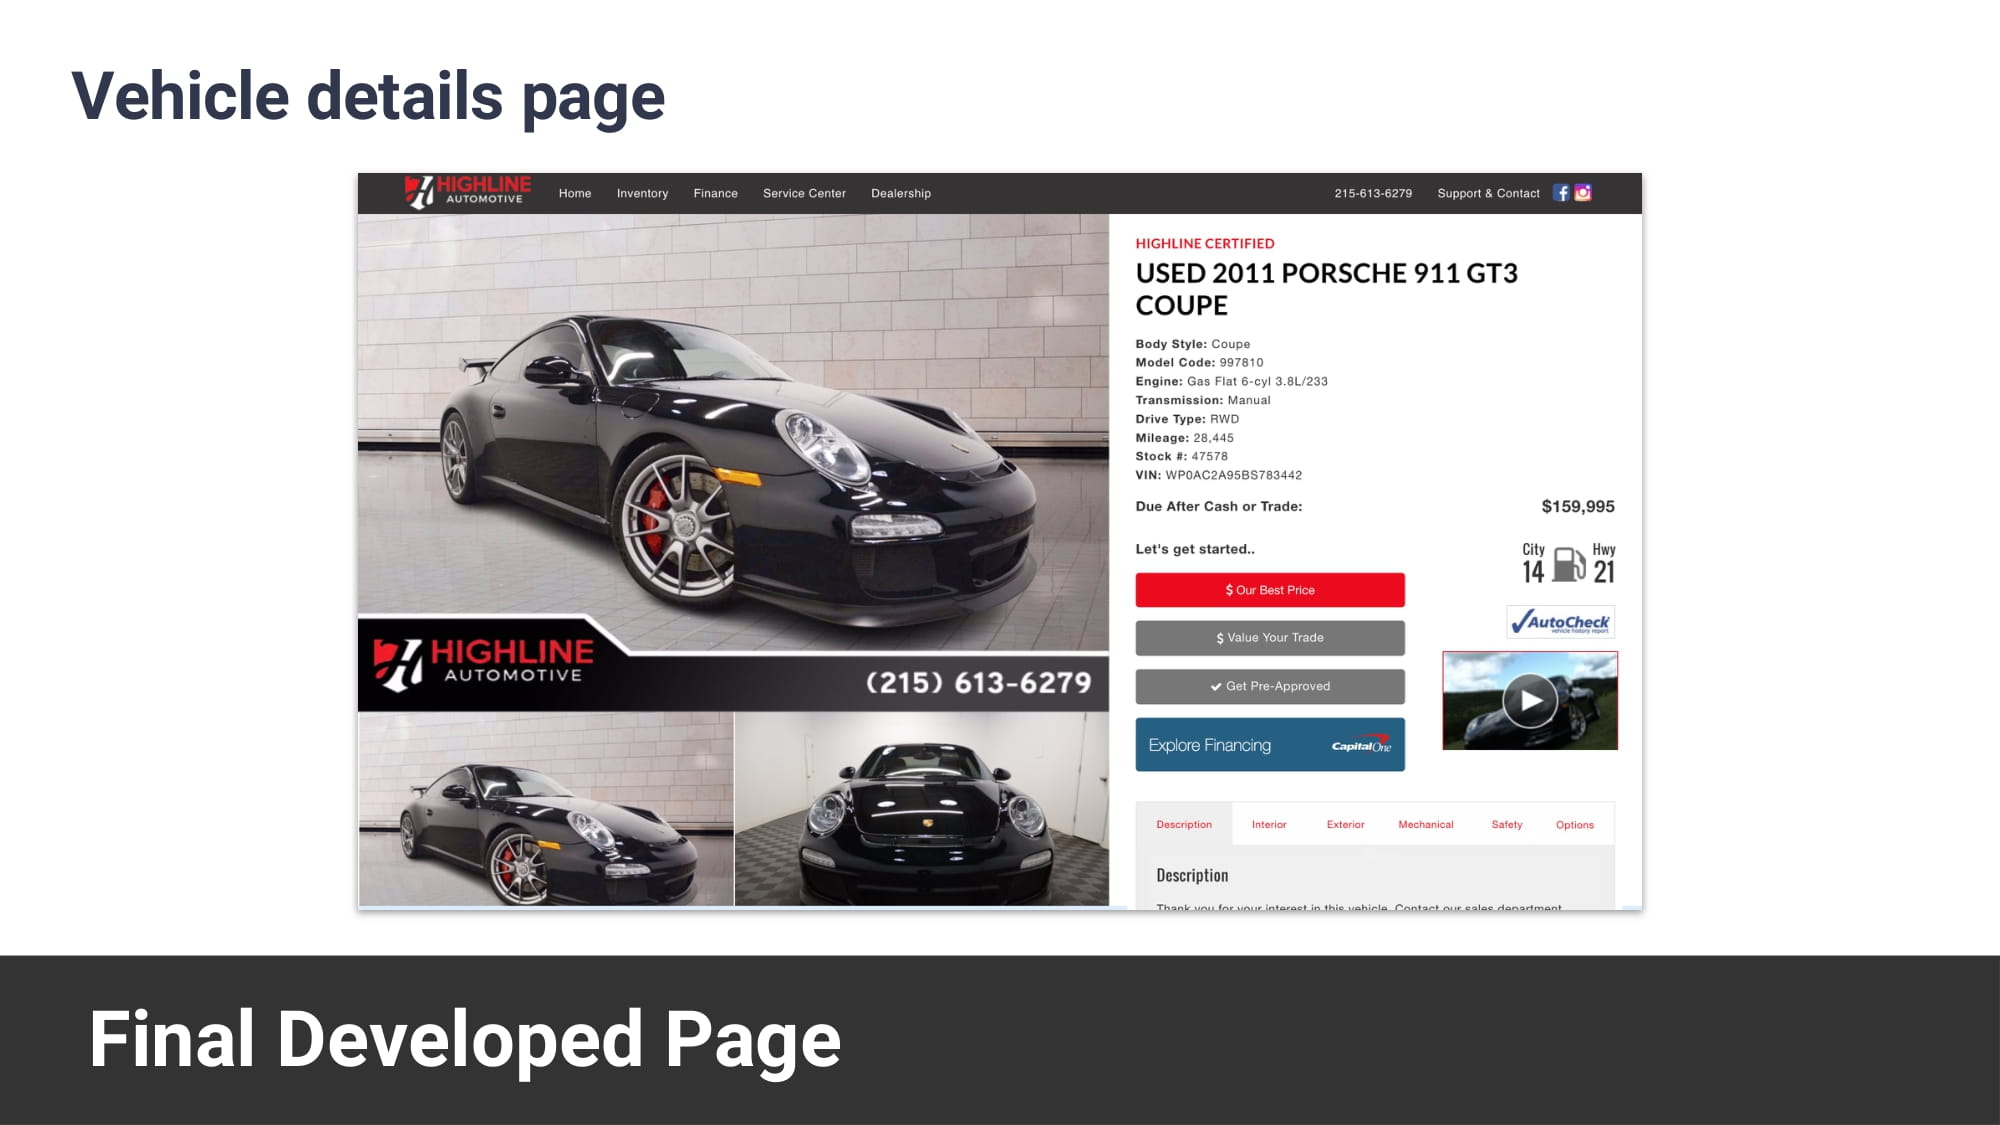 Vehicle details page
HIGHLINE
AUTOMOTIVE
Home Inventory Finance Service Center Dealership
215-613-6279 Support & Contact
HIGHLINE CERTIFIED
USED 2011 PORSCHE 911 GT3
COUPE
Body Style: Coupe
Model Code: 997810
Engine: Gas Flat 6-cyl 3.8L/233
Transmission: Manual
Drive Type: RWD
Mileage: 28,445
Stock #: 47578
VIN: WP0AC2A95BS783442
Due After Cash or Trade: $159,995
Let's get started..
City Hwy
14 21
$ Our Best Price
AutoCheck
vehicle history report
$ Value Your Trade
Get Pre-Approved
Explore Financing CapitalOne
HIGHLINE
AUTOMOTIVE
(215) 613-6279
Description Interior Exterior Mechanical Safety Options
Description
Thank you for your interest in this vehicle. Contact our sales department
Final Developed Page